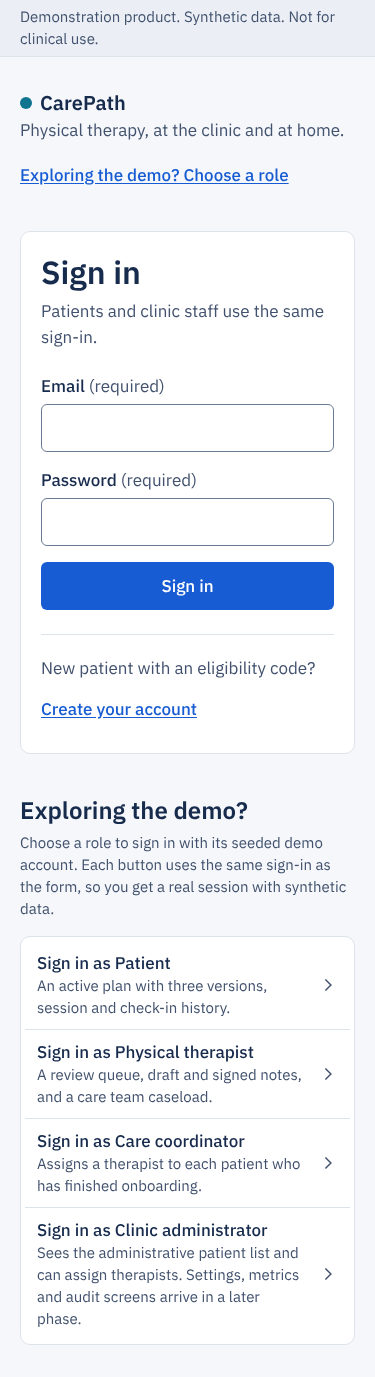 Demonstration product. Synthetic data. Not for
clinical use.
CarePath
Physical therapy, at the clinic and at home.
Exploring the demo? Choose a role
Sign in
Patients and clinic staff use the same
sign-in.
Email (required)
Password (required)
Sign in
New patient with an eligibility code?
Create your account
Exploring the demo?
Choose a role to sign in with its seeded demo
account. Each button uses the same sign-in as
the form, so you get a real session with synthetic
data.
Sign in as Patient
An active plan with three versions,
session and check-in history.
Sign in as Physical therapist
A review queue, draft and signed notes,
and a care team caseload.
Sign in as Care coordinator
Assigns a therapist to each patient who
has finished onboarding.
Sign in as Clinic administrator
Sees the administrative patient list and
can assign therapists. Settings, metrics
and audit screens arrive in a later
phase.